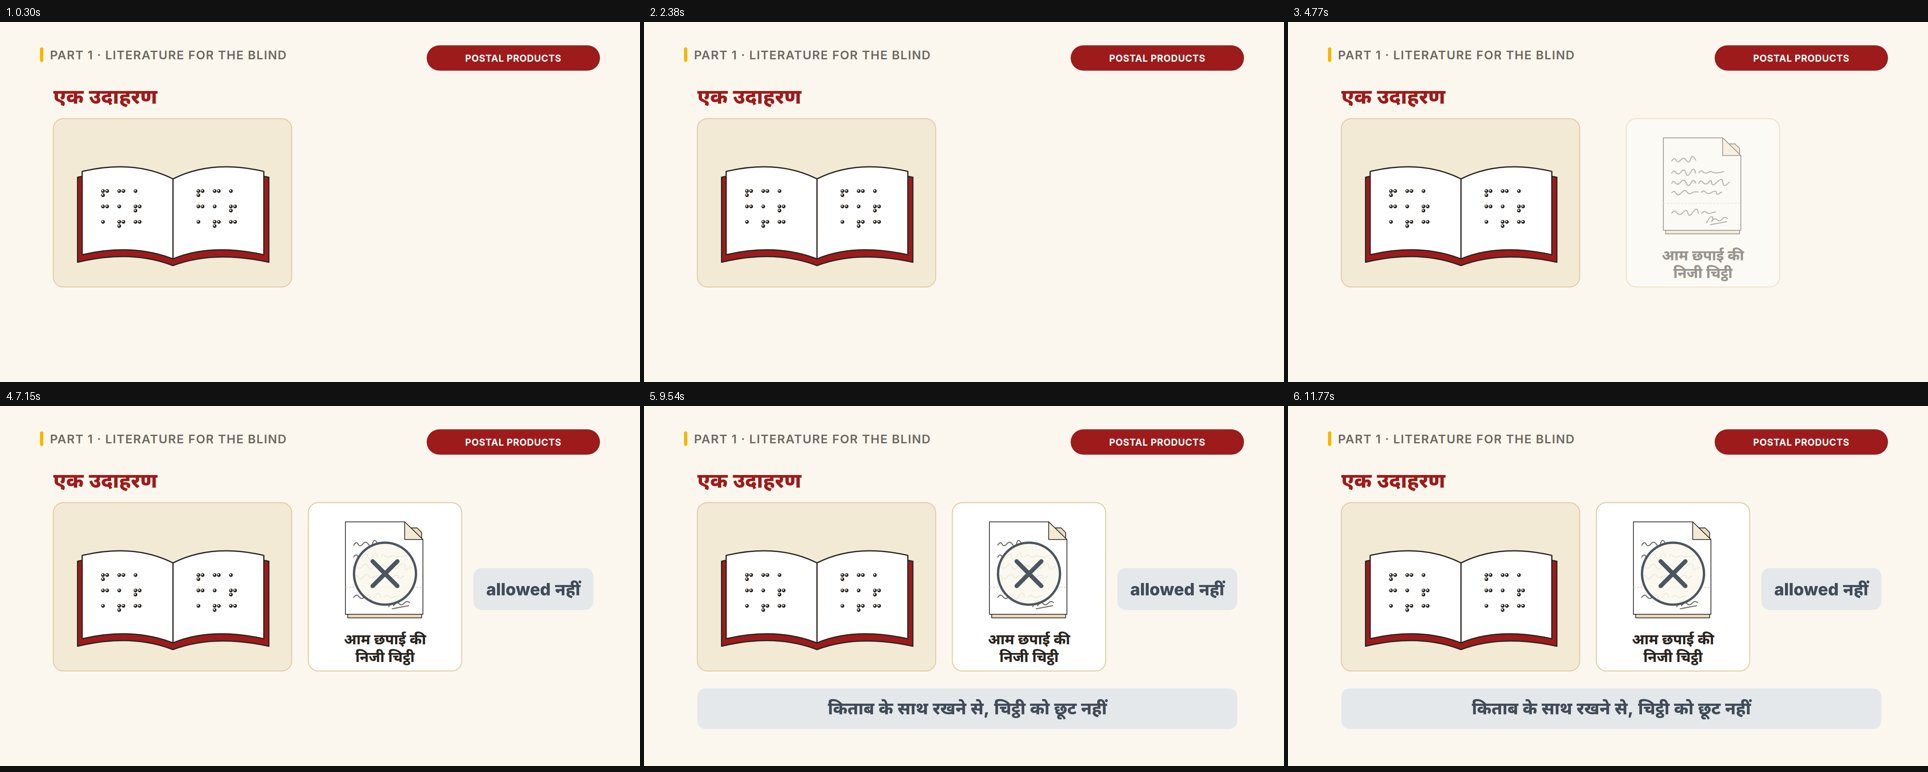 1. 0.30s
PART 1 · LITERATURE FOR THE BLIND
POSTAL PRODUCTS
एक उदाहरण
2. 2.38s
PART 1 · LITERATURE FOR THE BLIND
POSTAL PRODUCTS
एक उदाहरण
3. 4.77s
PART 1 · LITERATURE FOR THE BLIND
POSTAL PRODUCTS
एक उदाहरण
आम छपाई की
निजी चिट्ठी
4. 7.15s
PART 1 · LITERATURE FOR THE BLIND
POSTAL PRODUCTS
एक उदाहरण
आम छपाई की
निजी चिट्ठी
allowed नहीं
5. 9.54s
PART 1 · LITERATURE FOR THE BLIND
POSTAL PRODUCTS
एक उदाहरण
आम छपाई की
निजी चिट्ठी
allowed नहीं
किताब के साथ रखने से, चिट्ठी को छूट नहीं
6. 11.77s
PART 1 · LITERATURE FOR THE BLIND
POSTAL PRODUCTS
एक उदाहरण
आम छपाई की
निजी चिट्ठी
allowed नहीं
किताब के साथ रखने से, चिट्ठी को छूट नहीं